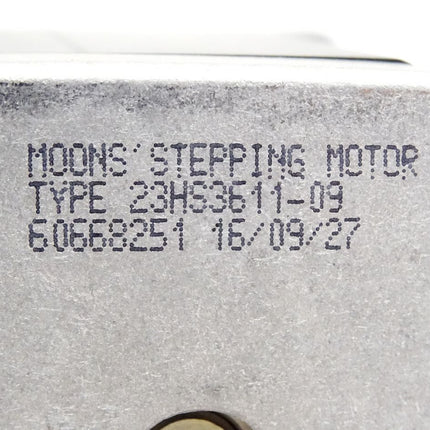 MOONS' STEPPING MOTOR
TYPE 23HS3611-09
60668251 16/09/27